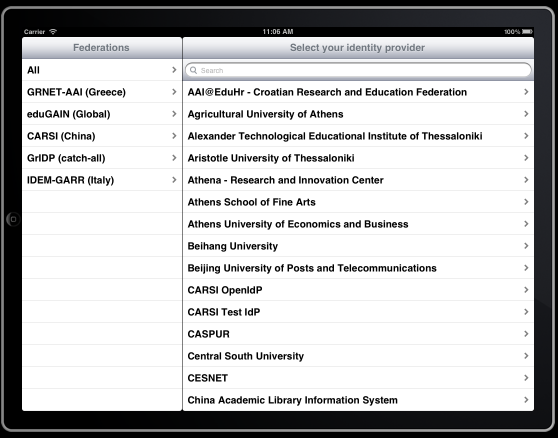 Carrier 11:06 AM 100%
Federations
Select your identity provider
All
GRNET-AAI (Greece)
eduGAIN (Global)
CARSI (China)
GrIDP (catch-all)
IDEM-GARR (Italy)
Search
AAI@EduHr - Croatian Research and Education Federation
Agricultural University of Athens
Alexander Technological Educational Institute of Thessaloniki
Aristotle University of Thessaloniki
Athena - Research and Innovation Center
Athens School of Fine Arts
Athens University of Economics and Business
Beihang University
Beijing University of Posts and Telecommunications
CARSI OpenIdP
CARSI Test IdP
CASPUR
Central South University
CESNET
China Academic Library Information System